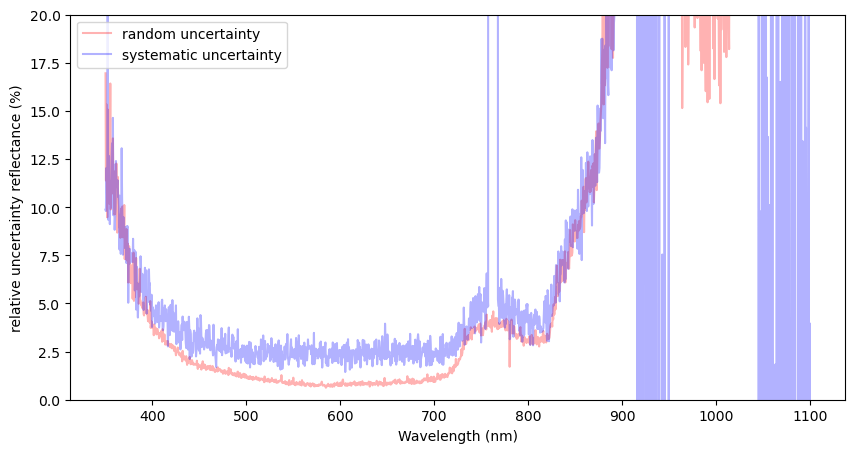 random uncertainty
systematic uncertainty
relative uncertainty reflectance (%)
20.0
17.5
15.0
12.5
10.0
7.5
5.0
2.5
0.0
400 500 600 700 800 900 1000 1100
Wavelength (nm)